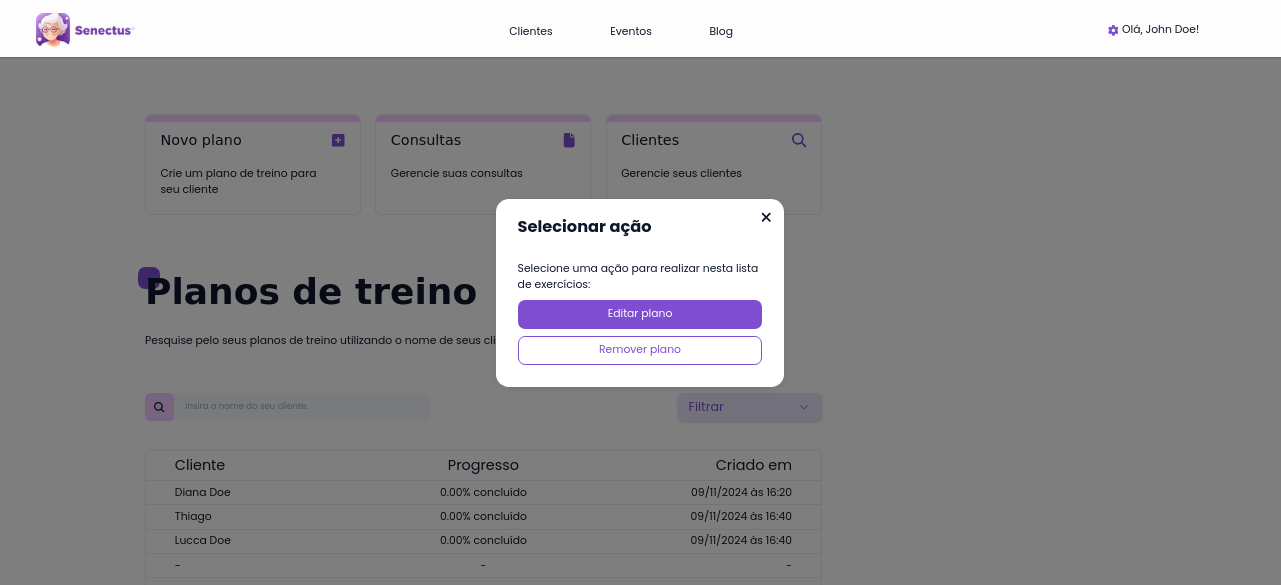 Senectus
Clientes
Eventos
Blog
Olá, John Doe!
Novo plano
Crie um plano de treino para
seu cliente
Consultas
Gerencie suas consultas
Clientes
Gerencie seus clientes
Selecionar ação
Selecione uma ação para realizar nesta lista
de exercícios:
Editar plano
Remover plano
Planos de treino
Pesquise pelo seus planos de treino utilizando o nome de seus
Insira o nome do seu cliente.
Filtrar
Cliente Progresso Criado em
Diana Doe 0.00% concluído 09/11/2024 às 16:20
Thiago 0.00% concluído 09/11/2024 às 16:40
Lucca Doe 0.00% concluído 09/11/2024 às 16:40
- - -